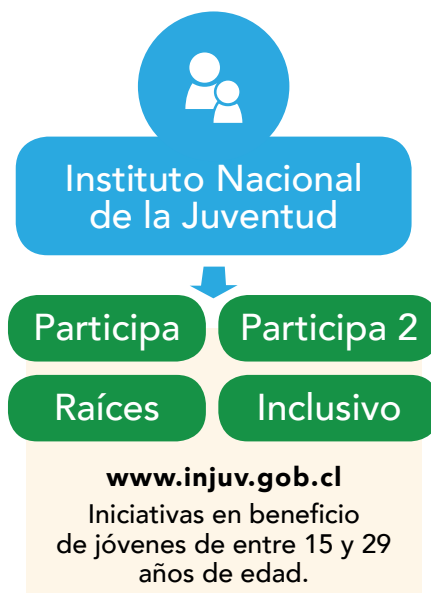 Instituto Nacional
de la Juventud
Participa
Participa 2
Raíces
Inclusivo
www.injuv.gob.cl
Iniciativas en beneficio
de jóvenes de entre 15 y 29
años de edad.